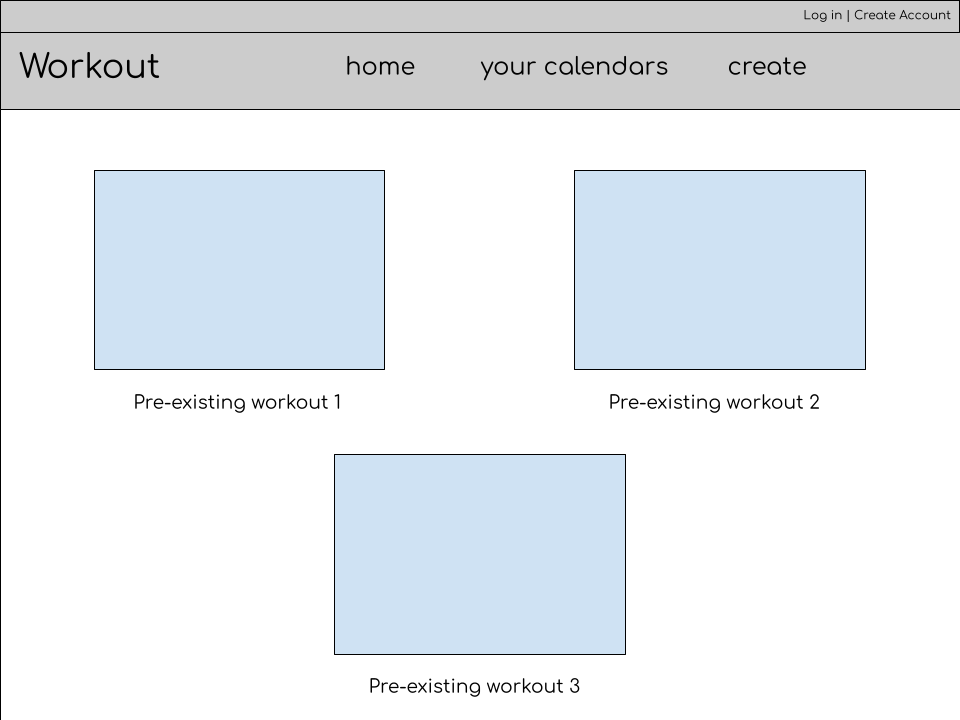 Log in | Create Account
Workout
home
your calendars
create
Pre-existing workout 1
Pre-existing workout 2
Pre-existing workout 3